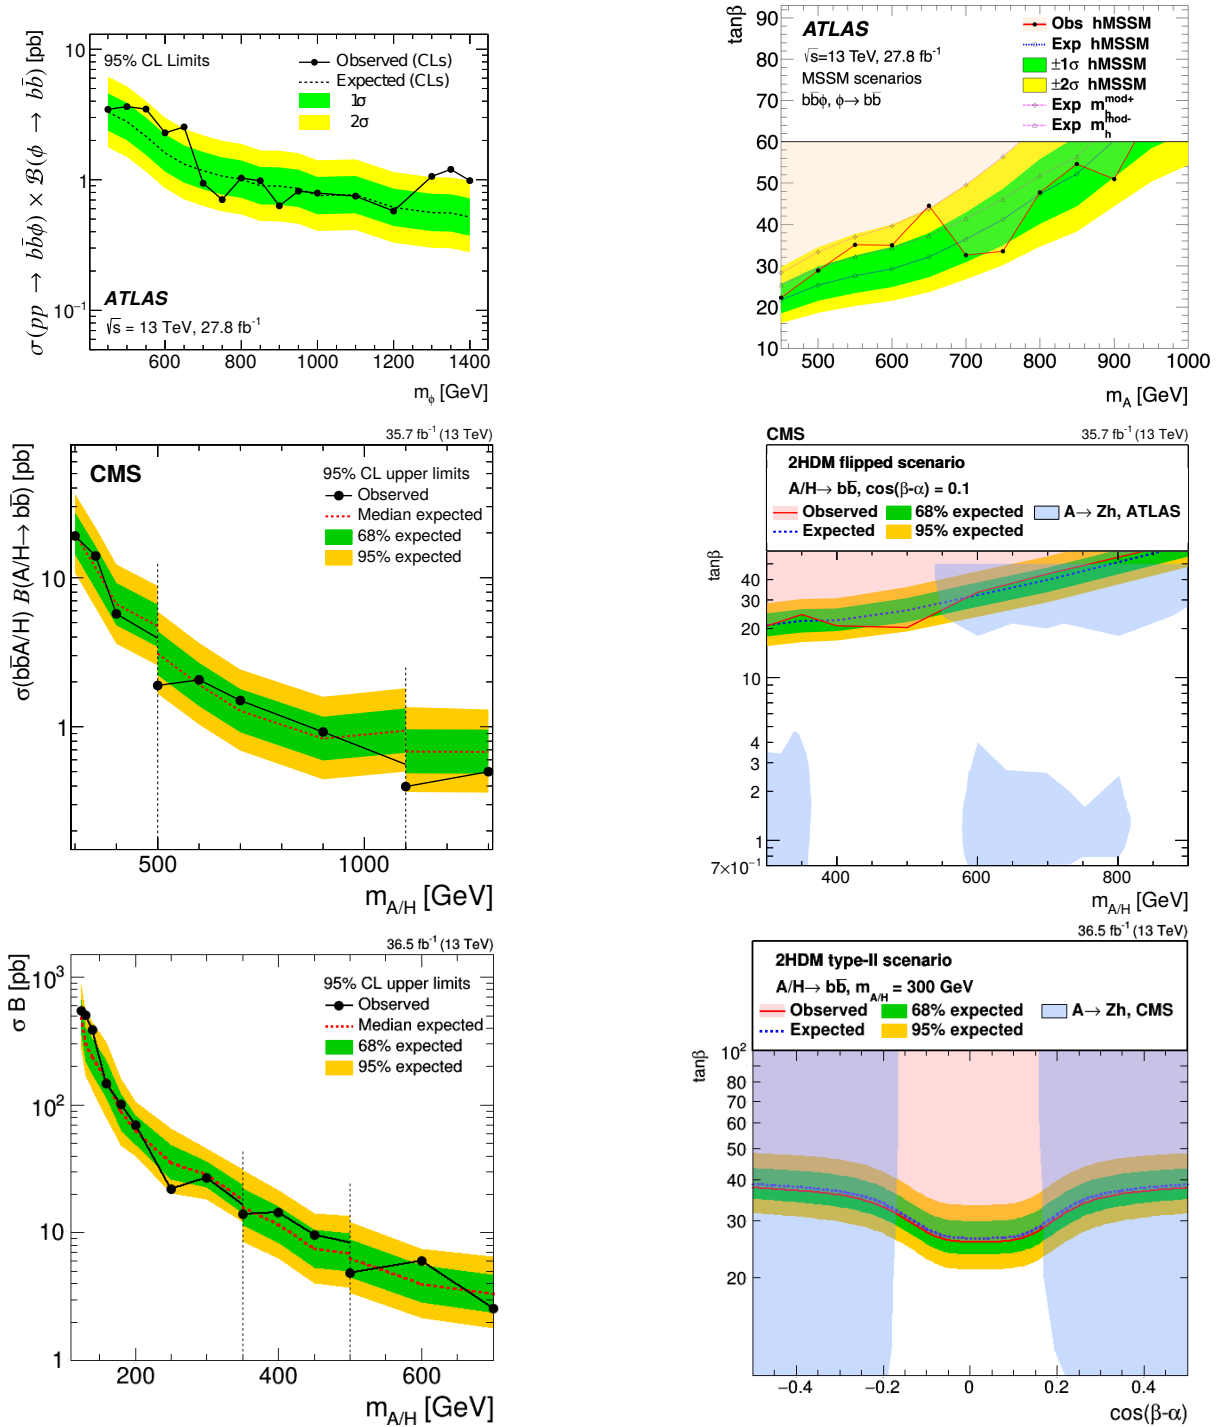 σ(pp → bb̄ϕ) × B(ϕ → bb̄) [pb]
10
1
10⁻¹
95% CL Limits
Observed (CLs)
Expected (CLs)
1σ
2σ
ATLAS
√s = 13 TeV, 27.8 fb⁻¹
600 800 1000 1200 1400
m_ϕ [GeV]
tanβ
90
80
70
60
50
40
30
20
10
ATLAS
√s=13 TeV, 27.8 fb⁻¹
MSSM scenarios
bb̄ϕ, ϕ→ bb̄
Obs hMSSM
Exp hMSSM
±1σ hMSSM
±2σ hMSSM
Exp m_h^mod+
Exp m_h^mod-
500 600 700 800 900 1000
m_A [GeV]
35.7 fb⁻¹ (13 TeV)
σ(bb̄A/H) B(A/H→ bb̄) [pb]
10
1
CMS
95% CL upper limits
Observed
Median expected
68% expected
95% expected
500 1000
m_A/H [GeV]
CMS 35.7 fb⁻¹ (13 TeV)
2HDM flipped scenario
A/H→ bb̄, cos(β-α) = 0.1
Observed 68% expected A→ Zh, ATLAS
Expected 95% expected
tanβ
40
30
20
10
4
3
2
1
7×10⁻¹
400 600 800
m_A/H [GeV]
36.5 fb⁻¹ (13 TeV)
σ B [pb]
10³
10²
10
1
95% CL upper limits
Observed
Median expected
68% expected
95% expected
200 400 600
m_A/H [GeV]
36.5 fb⁻¹ (13 TeV)
2HDM type-II scenario
A/H→ bb̄, m_A/H = 300 GeV
Observed 68% expected A→ Zh, CMS
Expected 95% expected
tanβ
10²
80
70
60
50
40
30
20
−0.4 −0.2 0 0.2 0.4
cos(β-α)